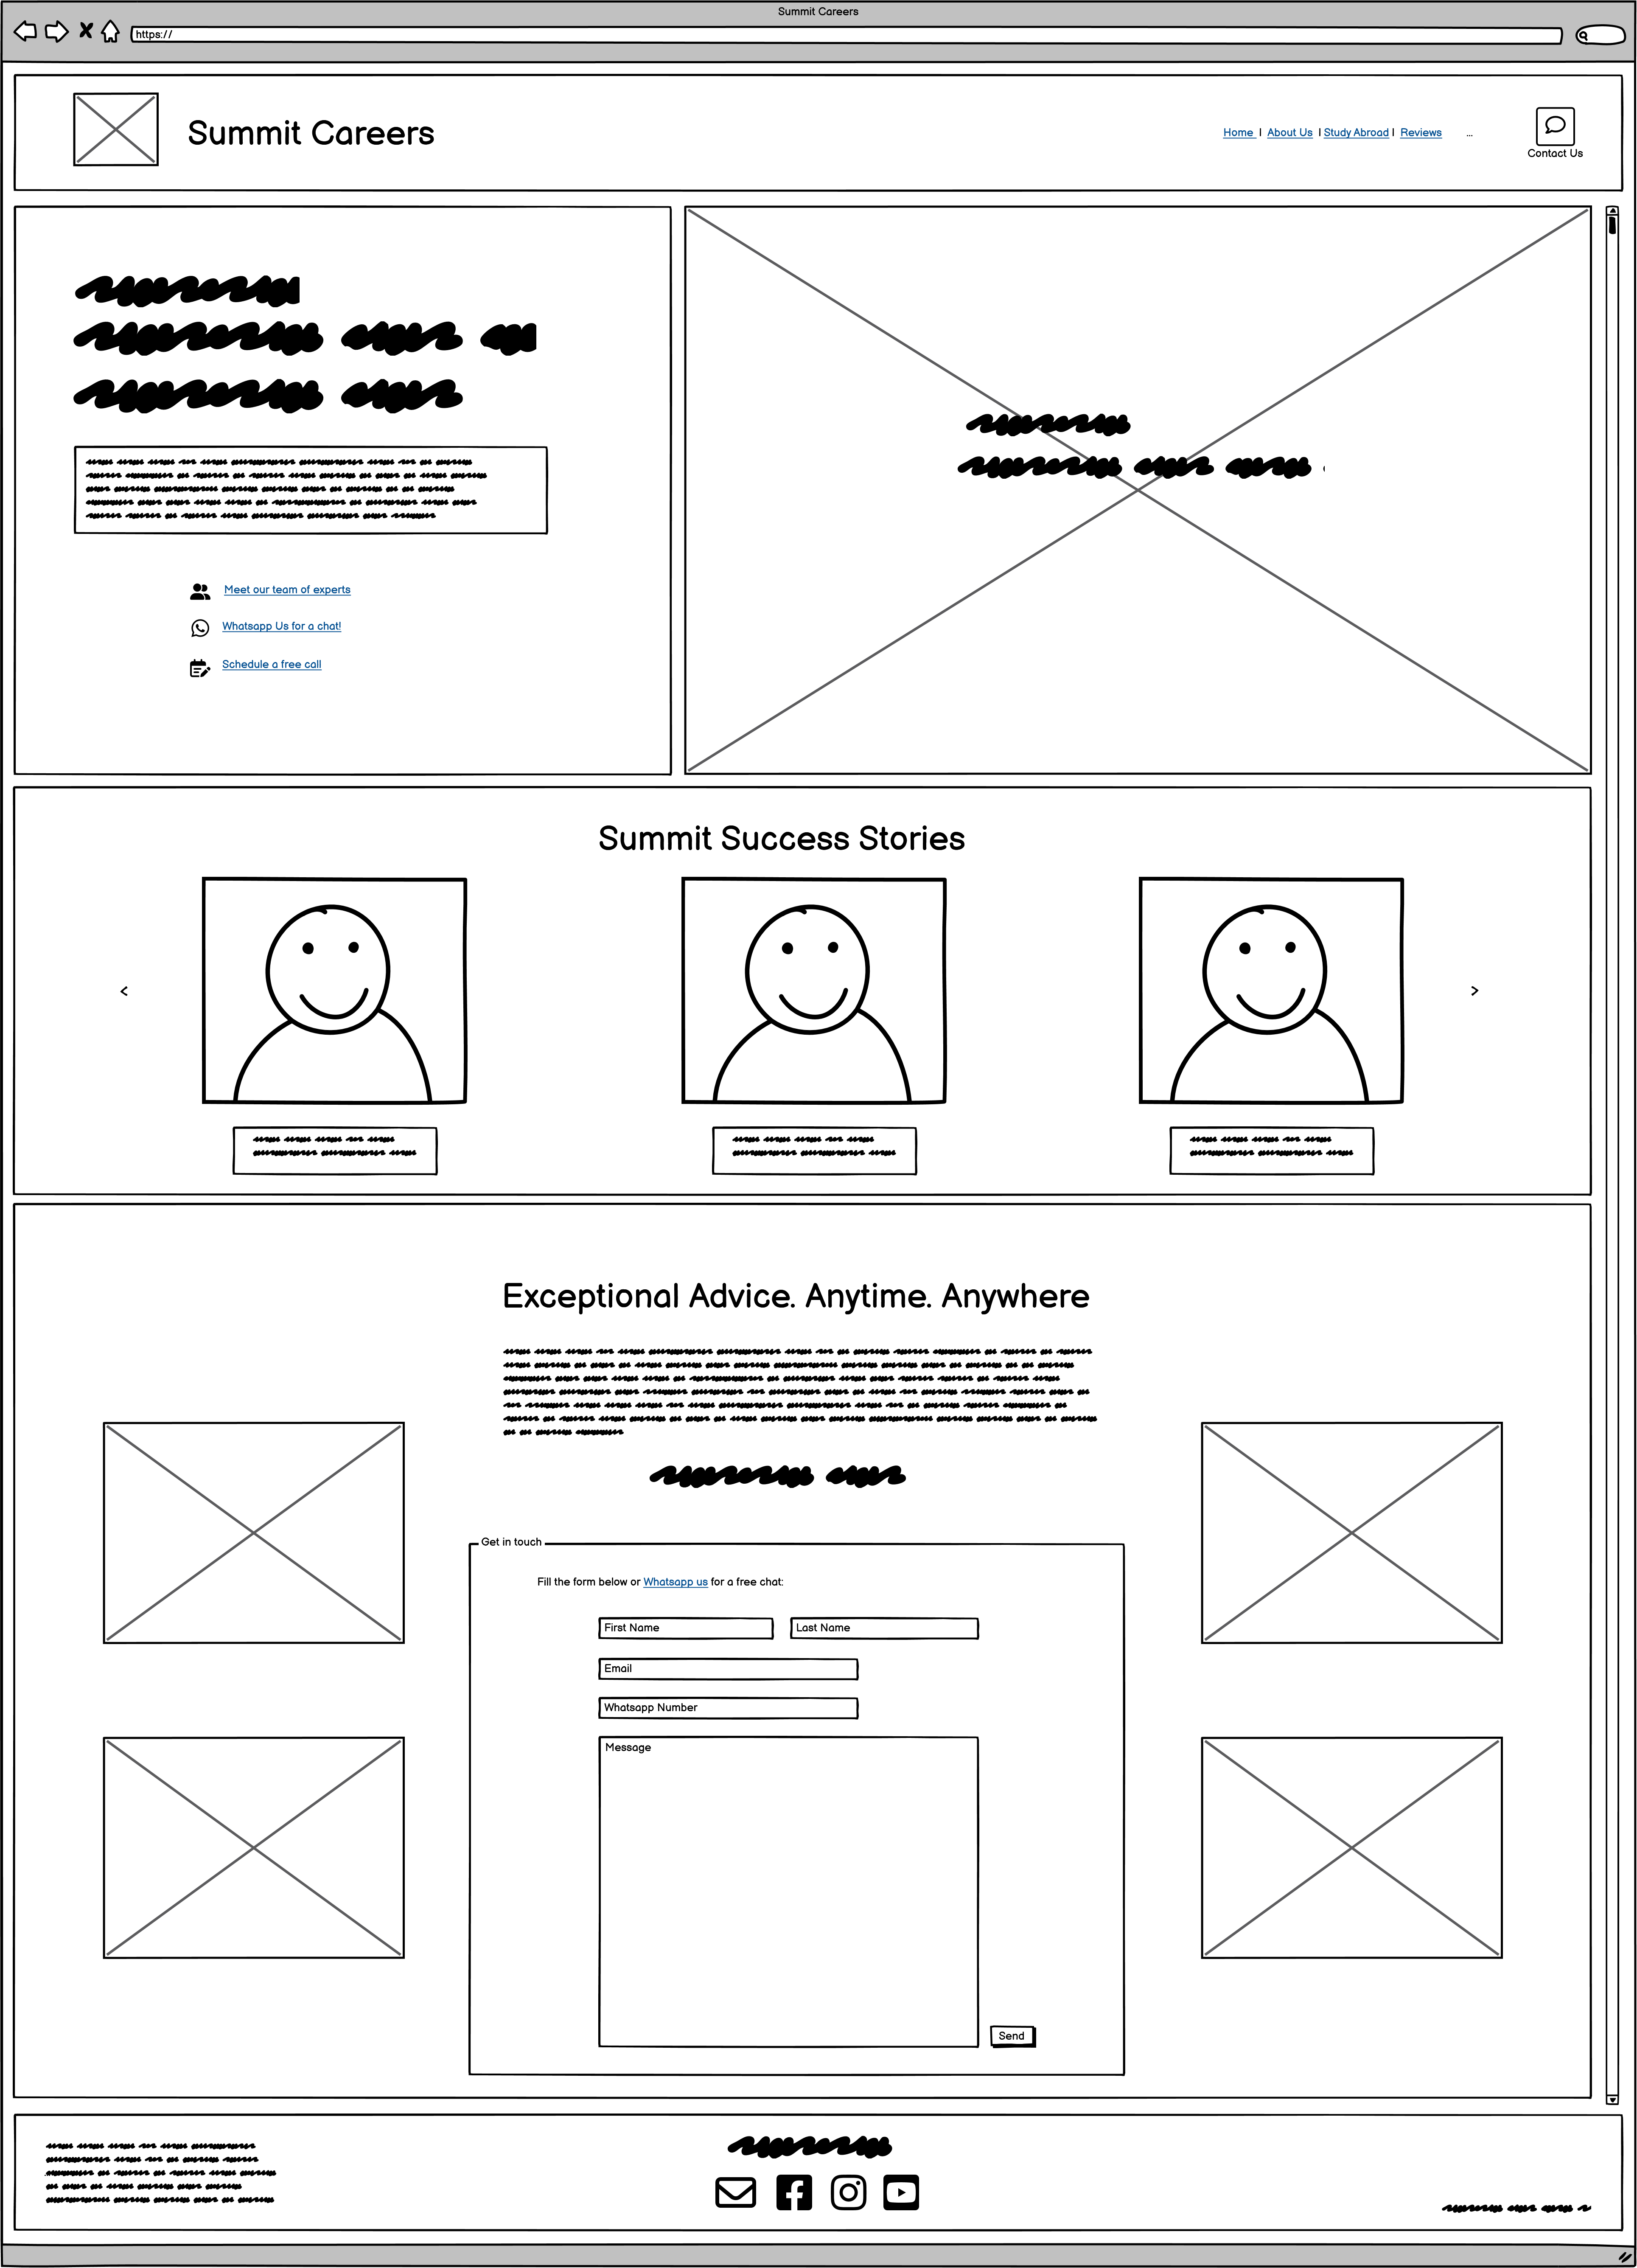 Summit Careers
https://
Summit Careers
Home | About Us | Study Abroad | Reviews ...
Contact Us
Meet our team of experts
Whatsapp Us for a chat!
Schedule a free call
Summit Success Stories
< >
Exceptional Advice. Anytime. Anywhere
Get in touch
Fill the form below or Whatsapp us for a free chat:
First Name Last Name
Email
Whatsapp Number
Message
Send